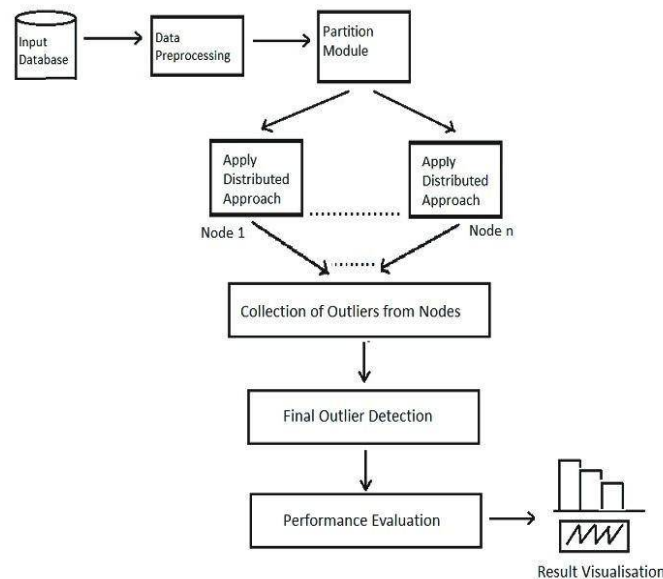 Input
Database
Data
Preprocessing
Partition
Module
Apply
Distributed
Approach
Apply
Distributed
Approach
Node 1
Node n
Collection of Outliers from Nodes
Final Outlier Detection
Performance Evaluation
Result Visualisation